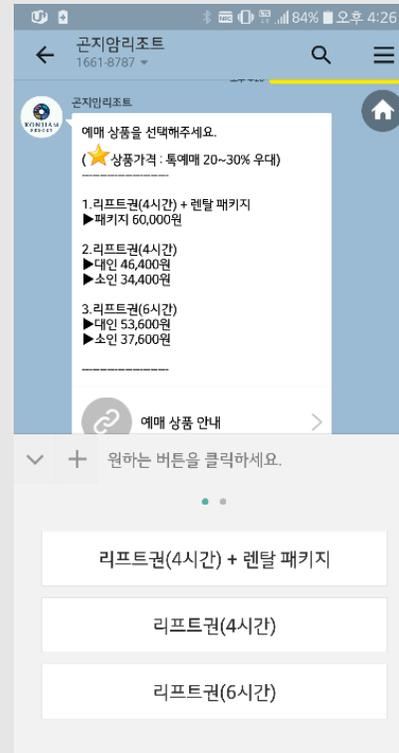 84% 오후 4:26
곤지암리조트
1661-8787
곤지암리조트
KONJIAM
RESORT
예매 상품을 선택해주세요.
(⭐상품가격 : 톡예매 20~30% 우대)
--------------------------
1.리프트권(4시간) + 렌탈 패키지
▶패키지 60,000원
2.리프트권(4시간)
▶대인 46,400원
▶소인 34,400원
3.리프트권(6시간)
▶대인 53,600원
▶소인 37,600원
--------------------------
예매 상품 안내
원하는 버튼을 클릭하세요.
리프트권(4시간) + 렌탈 패키지
리프트권(4시간)
리프트권(6시간)